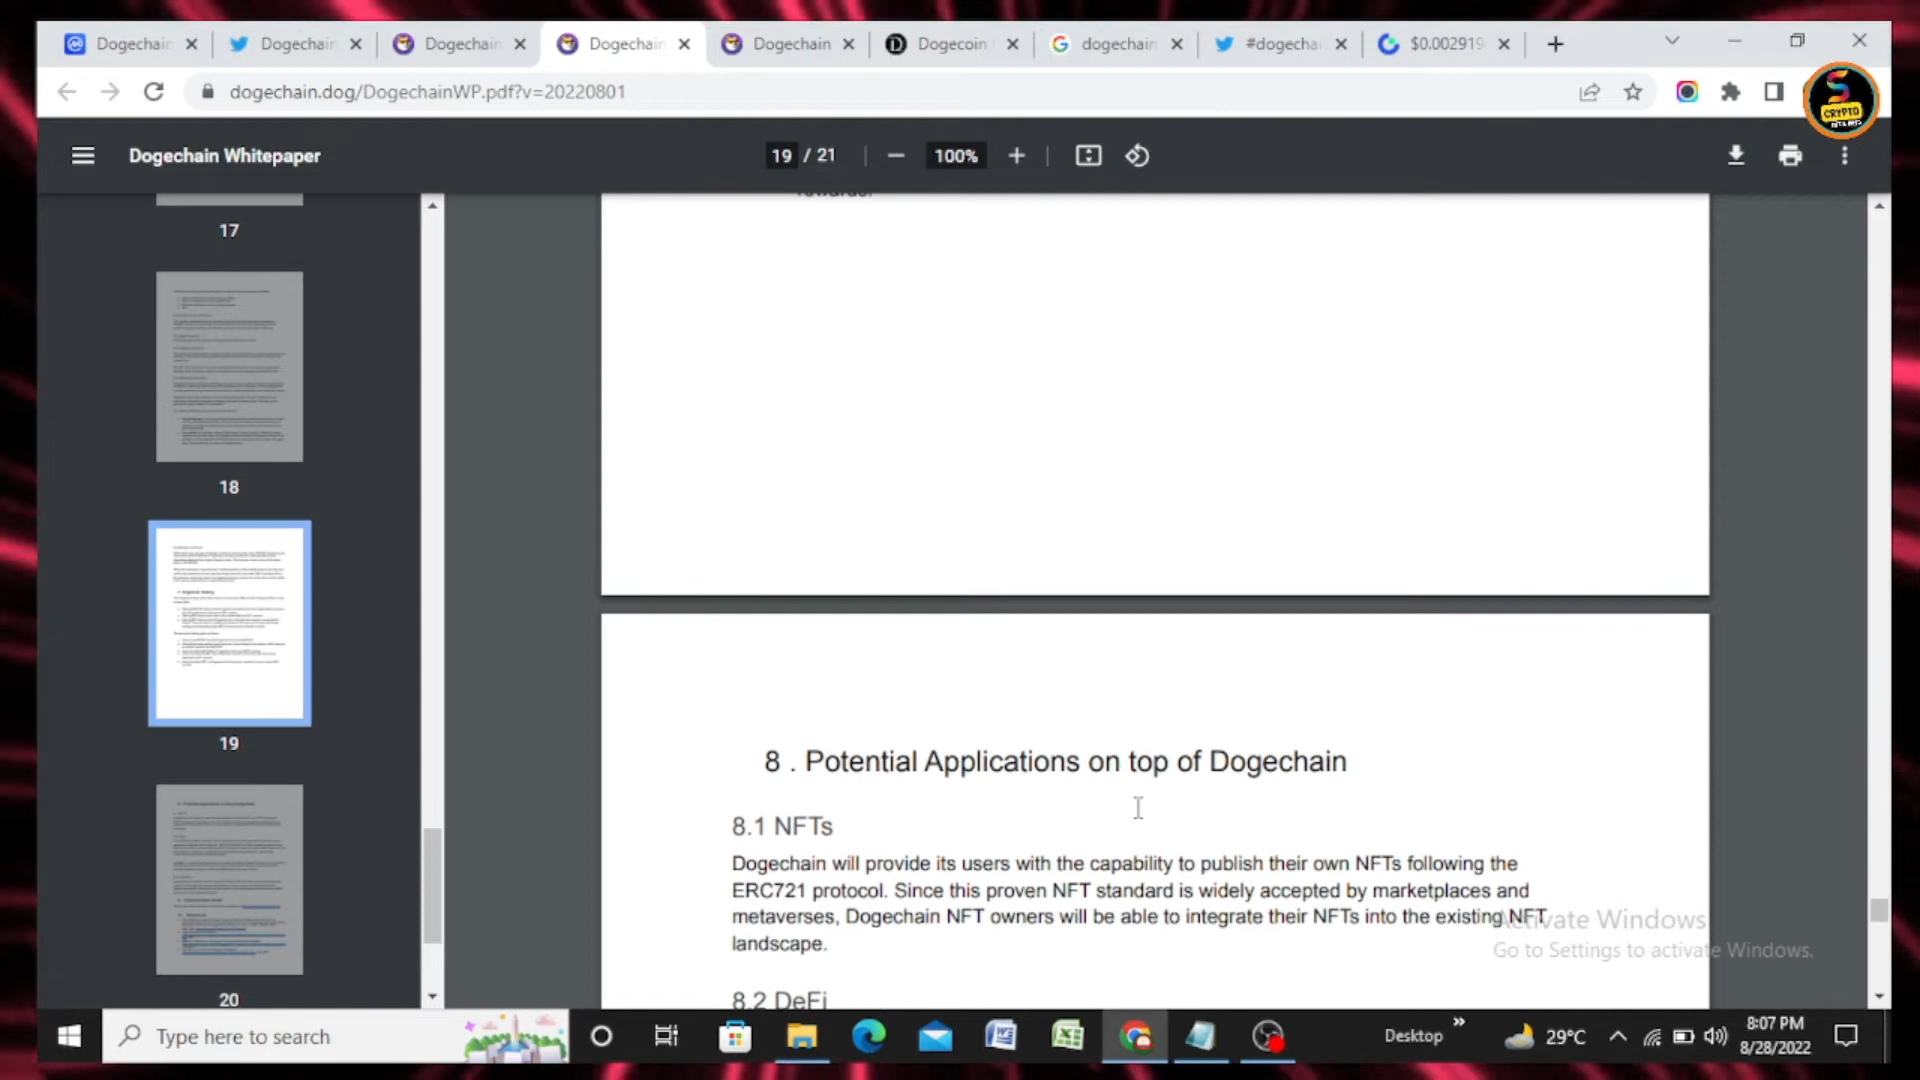 Dogechain
Dogechain
Dogechain
Dogechain
Dogechain
Dogecoin
dogechain
#dogecha
$0.002919
dogechain.dog/DogechainWP.pdf?v=20220801
CRYPTO
Dogechain Whitepaper
19 / 21
100%
17
18
19
20
8 . Potential Applications on top of Dogechain
8.1 NFTs
Dogechain will provide its users with the capability to publish their own NFTs following the
ERC721 protocol. Since this proven NFT standard is widely accepted by marketplaces and
metaverses, Dogechain NFT owners will be able to integrate their NFTs into the existing NFT
landscape.
8.2 DeFi
Activate Windows
Go to Settings to activate Windows.
Type here to search
Desktop
29°C
8:07 PM
8/28/2022